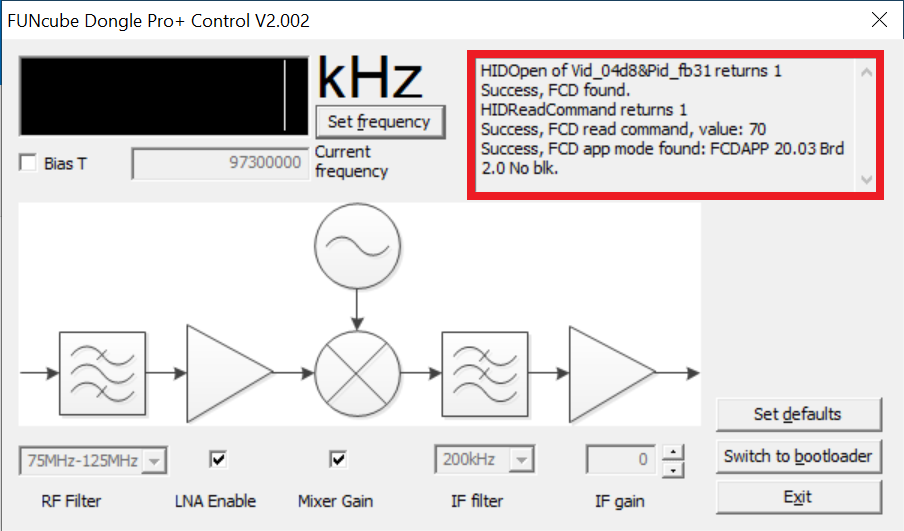 FUNcube Dongle Pro+ Control V2.002
kHz
Set frequency
Bias T
97300000
Current
frequency
HIDOpen of Vid_04d8&Pid_fb31 returns 1
Success, FCD found.
HIDReadCommand returns 1
Success, FCD read command, value: 70
Success, FCD app mode found: FCDAPP 20.03 Brd
2.0 No blk.
Set defaults
Switch to bootloader
Exit
75MHz-125MHz
200kHz
0
RF Filter
LNA Enable
Mixer Gain
IF filter
IF gain